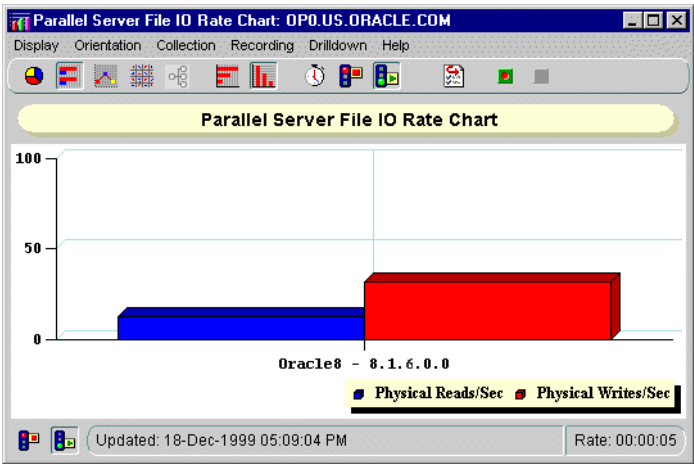 Parallel Server File IO Rate Chart: OP0.US.ORACLE.COM
Display Orientation Collection Recording Drilldown Help
Parallel Server File IO Rate Chart
100
50
0
Oracle8 - 8.1.6.0.0
Physical Reads/Sec Physical Writes/Sec
Updated: 18-Dec-1999 05:09:04 PM Rate: 00:00:05